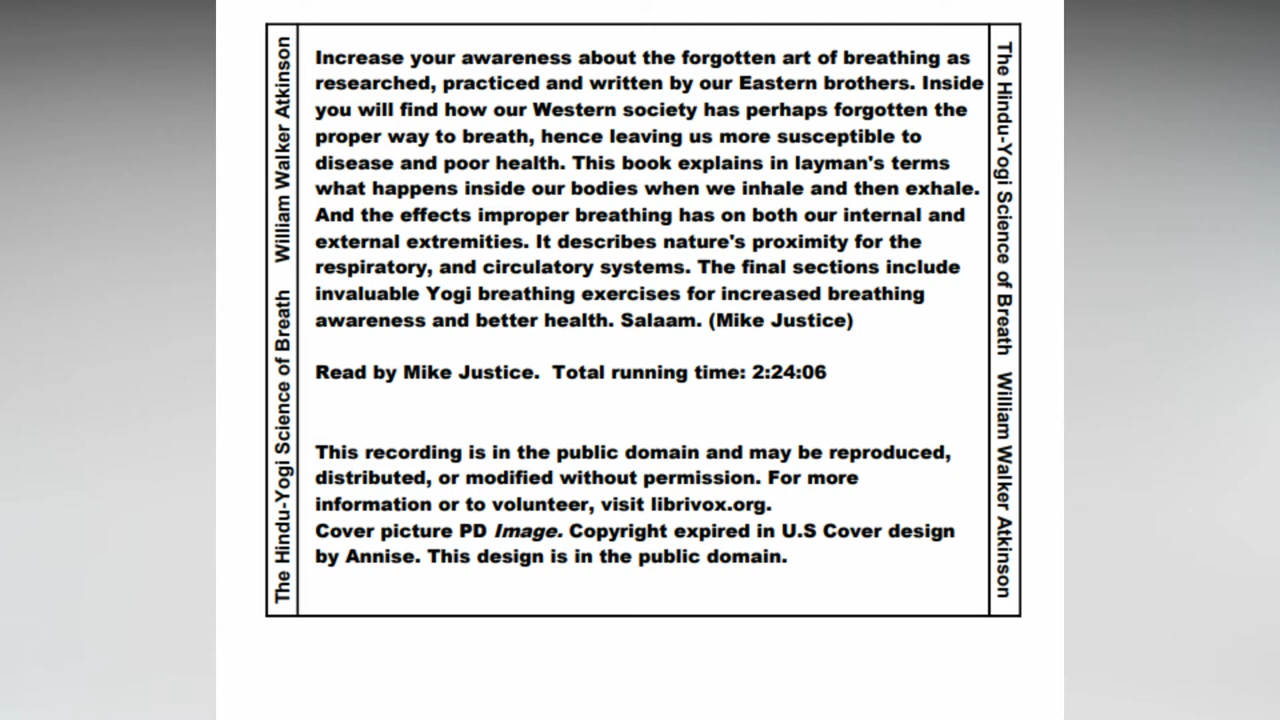 The Hindu-Yogi Science of Breath William Walker Atkinson
Increase your awareness about the forgotten art of breathing as
researched, practiced and written by our Eastern brothers. Inside
you will find how our Western society has perhaps forgotten the
proper way to breath, hence leaving us more susceptible to
disease and poor health. This book explains in layman's terms
what happens inside our bodies when we inhale and then exhale.
And the effects improper breathing has on both our internal and
external extremities. It describes nature's proximity for the
respiratory, and circulatory systems. The final sections include
invaluable Yogi breathing exercises for increased breathing
awareness and better health. Salaam. (Mike Justice)
Read by Mike Justice. Total running time: 2:24:06
This recording is in the public domain and may be reproduced,
distributed, or modified without permission. For more
information or to volunteer, visit librivox.org.
Cover picture PD Image. Copyright expired in U.S Cover design
by Annise. This design is in the public domain.
The Hindu-Yogi Science of Breath William Walker Atkinson